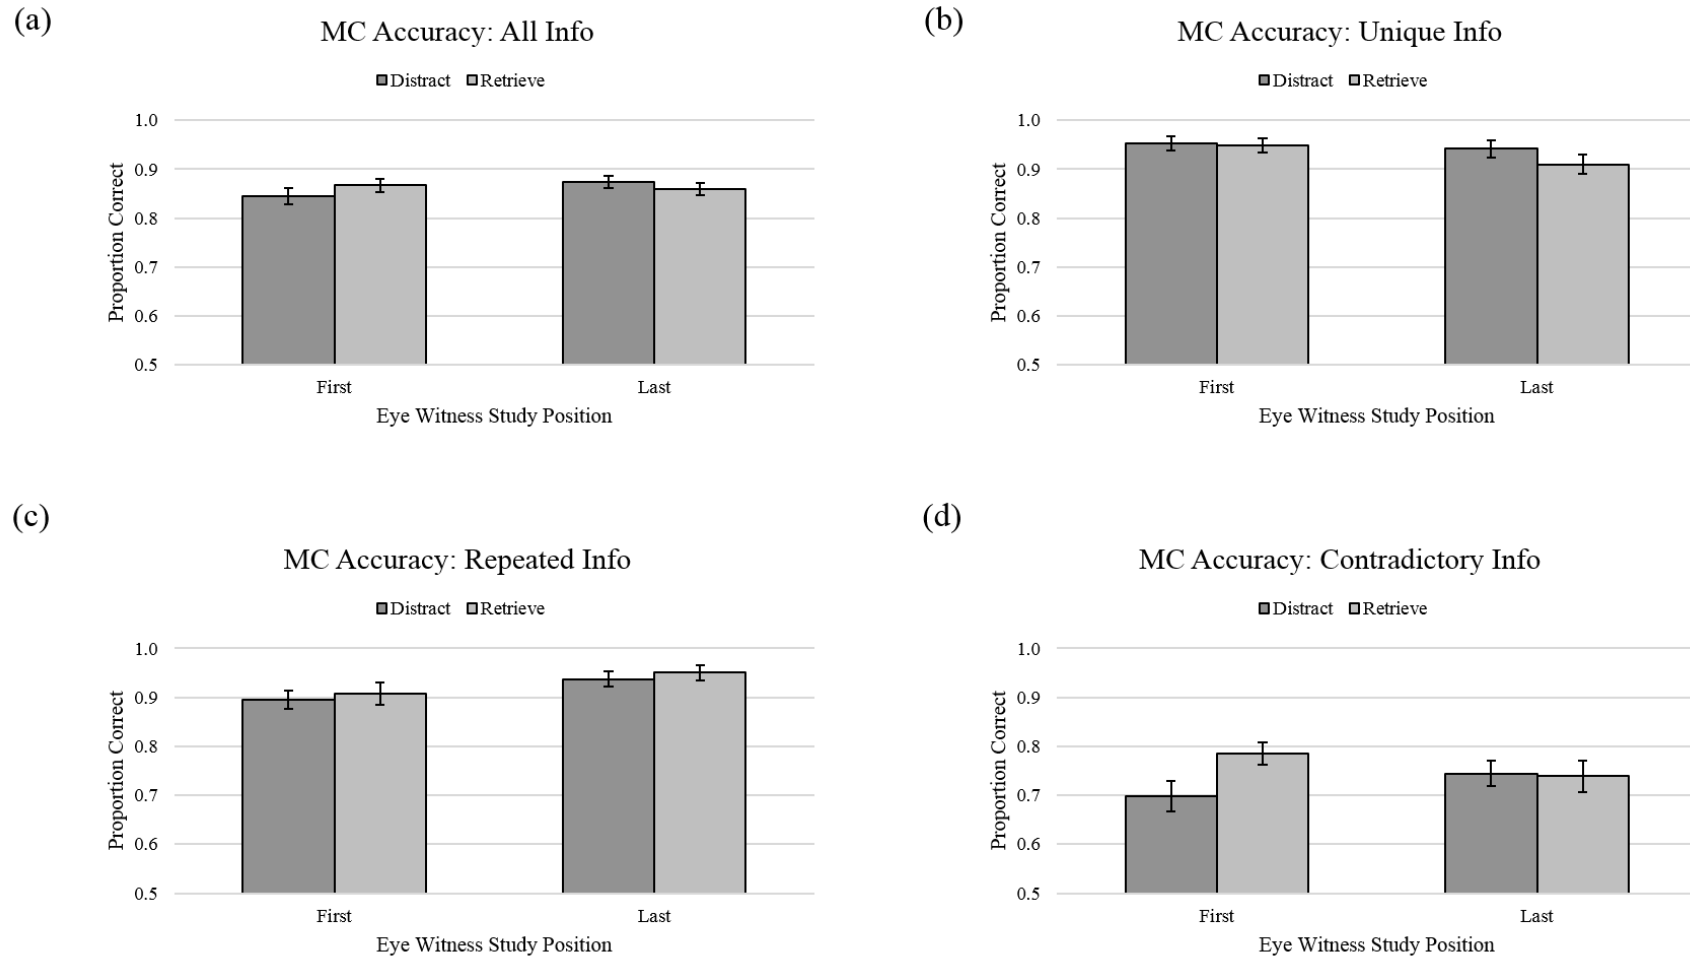 (a)
MC Accuracy: All Info
Distract Retrieve
Proportion Correct
1.0
0.9
0.8
0.7
0.6
0.5
First Last
Eye Witness Study Position
(b)
MC Accuracy: Unique Info
Distract Retrieve
Proportion Correct
1.0
0.9
0.8
0.7
0.6
0.5
First Last
Eye Witness Study Position
(c)
MC Accuracy: Repeated Info
Distract Retrieve
Proportion Correct
1.0
0.9
0.8
0.7
0.6
0.5
First Last
Eye Witness Study Position
(d)
MC Accuracy: Contradictory Info
Distract Retrieve
Proportion Correct
1.0
0.9
0.8
0.7
0.6
0.5
First Last
Eye Witness Study Position